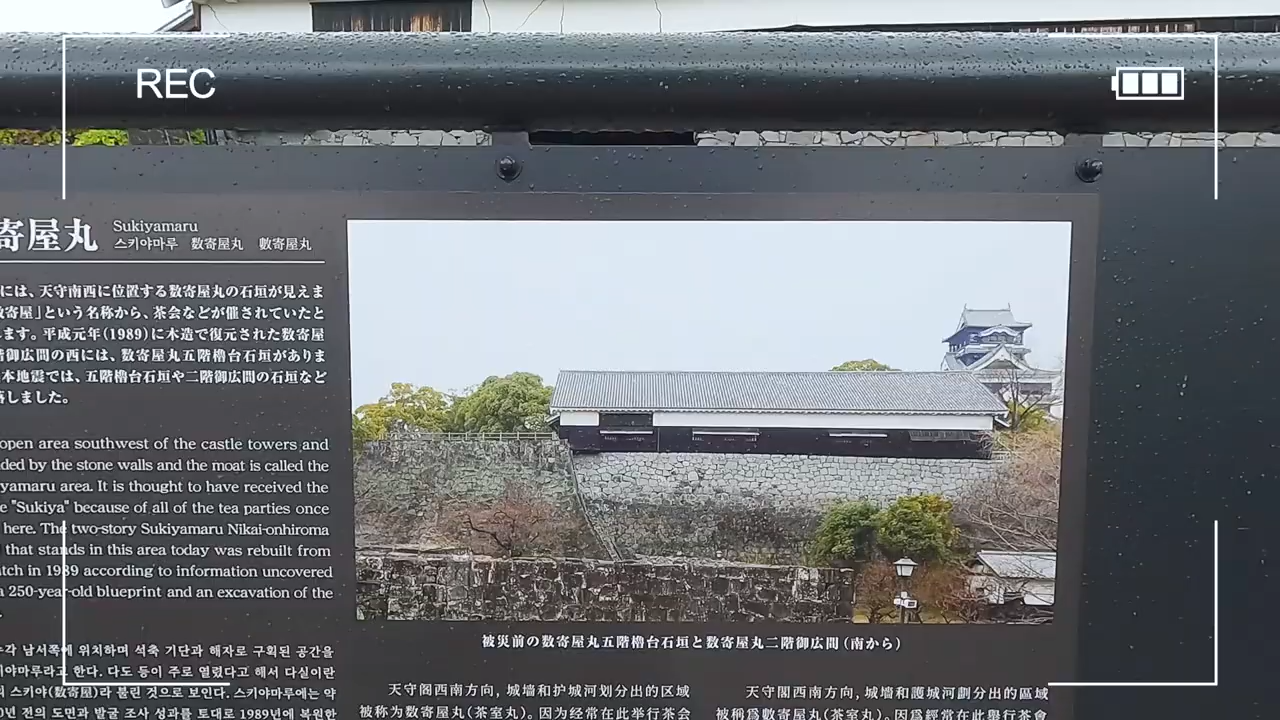 REC
寄屋丸 Sukiyamaru
스키야마루 数寄屋丸 數寄屋丸
には、天守南西に位置する数寄屋丸の石垣が見えま
数寄屋」という名称から、茶会などが催されていたと
ます。平成元年(1989)に木造で復元された数寄屋
階御広間の西には、数寄屋丸五階櫓台石垣がありま
本地震では、五階櫓台石垣や二階御広間の石垣など
落しました。
open area southwest of the castle towers and
ded by the stone walls and the moat is called the
yamaru area. It is thought to have received the
e "Sukiya" because of all of the tea parties once
here. The two-story Sukiyamaru Nikai-onhiroma
that stands in this area today was rebuilt from
atch in 1989 according to information uncovered
a 250-year-old blueprint and an excavation of the
누각 남서쪽에 위치하며 석축 기단과 해자로 구획된 공간을
키야마루라고 한다. 다도 등이 주로 열렸다고 해서 다실이란
의 스키야(数寄屋)라 불린 것으로 보인다. 스키야마루에는 약
0년 전의 도면과 발굴 조사 성과를 토대로 1989년에 복원한
被災前の数寄屋丸五階櫓台石垣と数寄屋丸二階御広間(南から)
天守阁西南方向, 城墙和护城河划分出的区域
被称为数寄屋丸(茶室丸)。因为经常在此举行茶会
天守閣西南方向, 城墻和護城河劃分出的區域
被稱爲數寄屋丸(茶室丸)。因爲經常在此舉行茶會